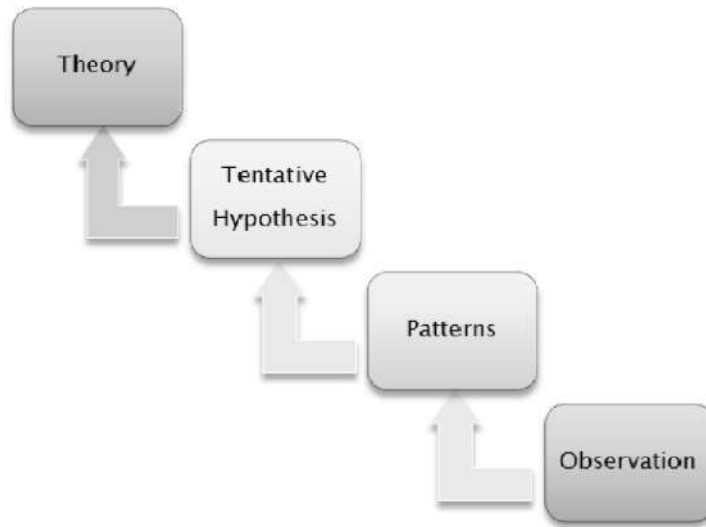 Theory
Tentative
Hypothesis
Patterns
Observation